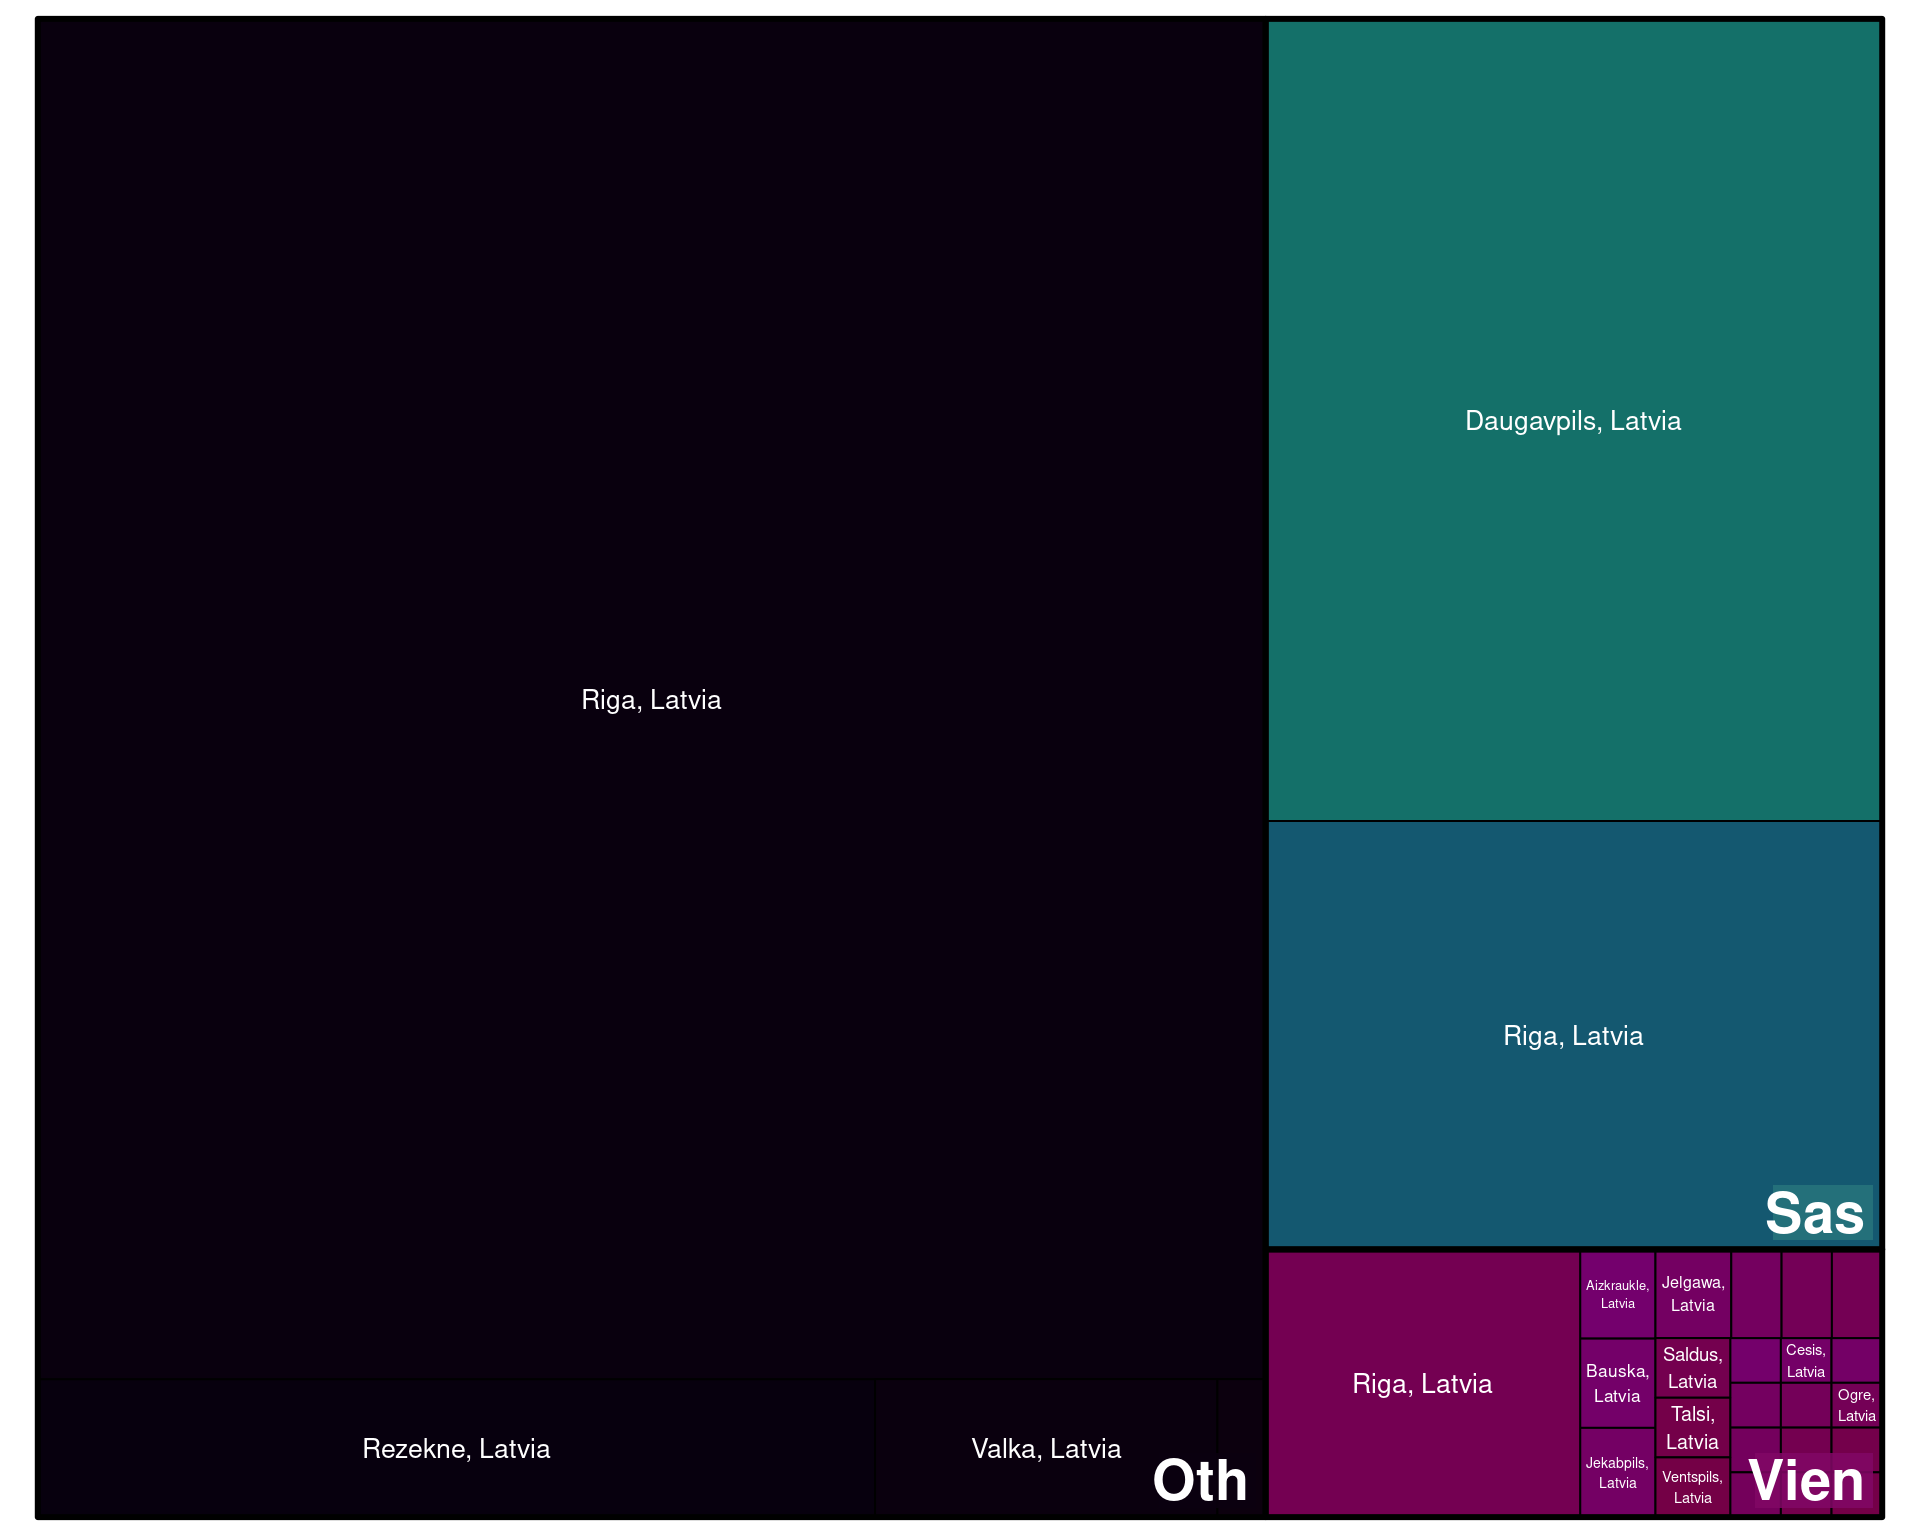 Riga, Latvia
Rezekne, Latvia
Valka, Latvia
Oth
Daugavpils, Latvia
Riga, Latvia
Sas
Riga, Latvia
Aizkraukle,
Latvia
Bauska,
Latvia
Jekabpils,
Latvia
Jelgawa,
Latvia
Saldus,
Latvia
Talsi,
Latvia
Ventspils,
Latvia
Cesis,
Latvia
Ogre,
Latvia
Vien